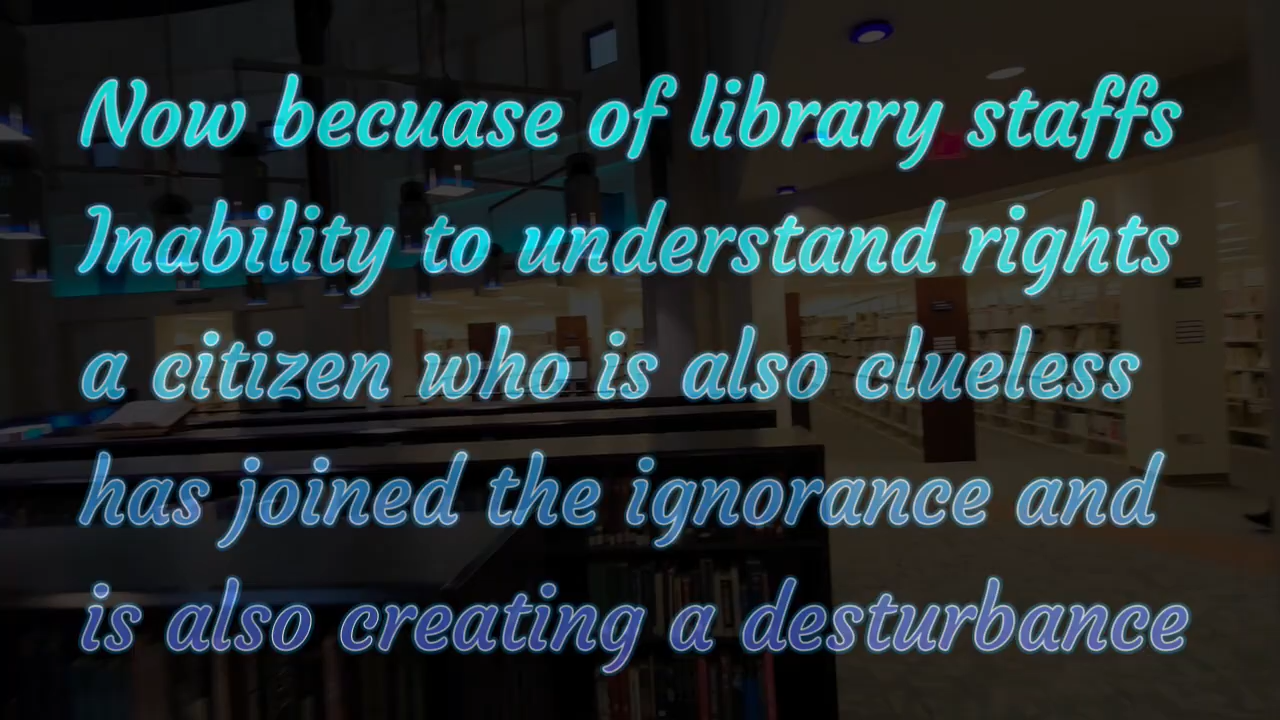 Now becuase of library staffs
Inability to understand rights
a citizen who is also clueless
has joined the ignorance and
is also creating a desturbance